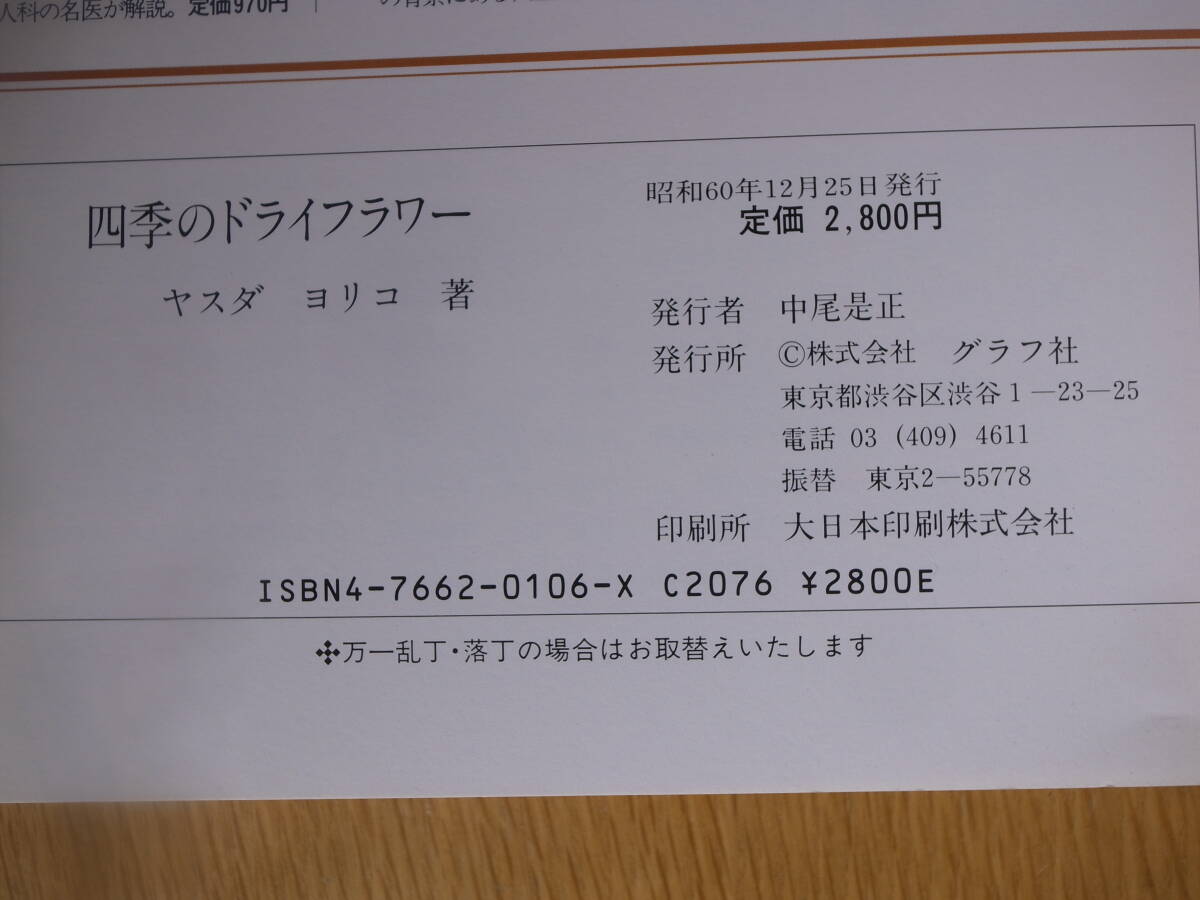 人科の名医が解説。定価970円
四季のドライフラワー
ヤスダ ヨリコ 著
昭和60年12月25日発行
定価 2,800円
発行者 中尾是正
発行所 ©株式会社 グラフ社
東京都渋谷区渋谷1―23―25
電話 03 (409) 4611
振替 東京2―55778
印刷所 大日本印刷株式会社
ISBN4-7662-0106-X C2076 ¥2800E
✣万一乱丁・落丁の場合はお取替えいたします